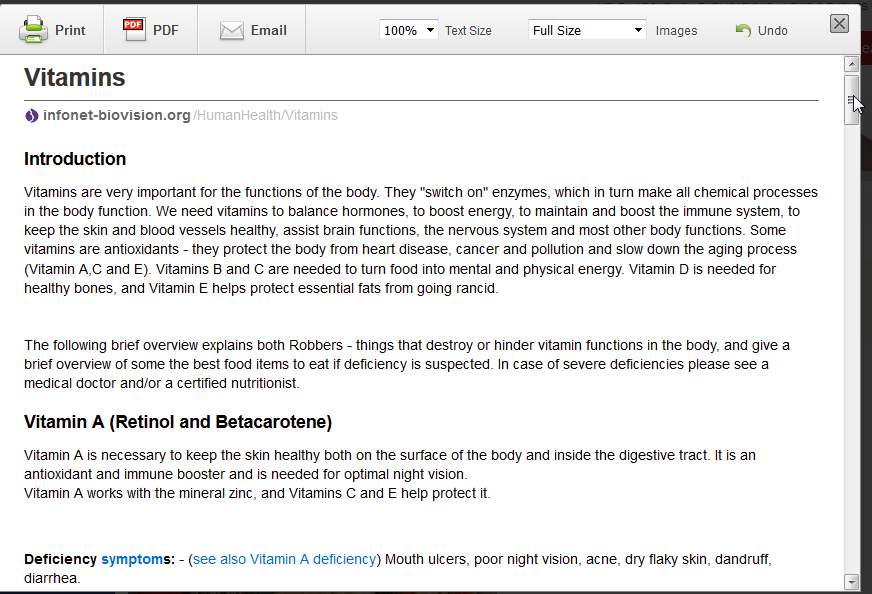 Print
PDF
PDF
Email
100%
Text Size
Full Size
Images
Undo
Vitamins
infonet-biovision.org/HumanHealth/Vitamins
Introduction
Vitamins are very important for the functions of the body. They "switch on" enzymes, which in turn make all chemical processes
in the body function. We need vitamins to balance hormones, to boost energy, to maintain and boost the immune system, to
keep the skin and blood vessels healthy, assist brain functions, the nervous system and most other body functions. Some
vitamins are antioxidants - they protect the body from heart disease, cancer and pollution and slow down the aging process
(Vitamin A,C and E). Vitamins B and C are needed to turn food into mental and physical energy. Vitamin D is needed for
healthy bones, and Vitamin E helps protect essential fats from going rancid.
The following brief overview explains both Robbers - things that destroy or hinder vitamin functions in the body, and give a
brief overview of some the best food items to eat if deficiency is suspected. In case of severe deficiencies please see a
medical doctor and/or a certified nutritionist.
Vitamin A (Retinol and Betacarotene)
Vitamin A is necessary to keep the skin healthy both on the surface of the body and inside the digestive tract. It is an
antioxidant and immune booster and is needed for optimal night vision.
Vitamin A works with the mineral zinc, and Vitamins C and E help protect it.
Deficiency symptoms: - (see also Vitamin A deficiency) Mouth ulcers, poor night vision, acne, dry flaky skin, dandruff,
diarrhea.